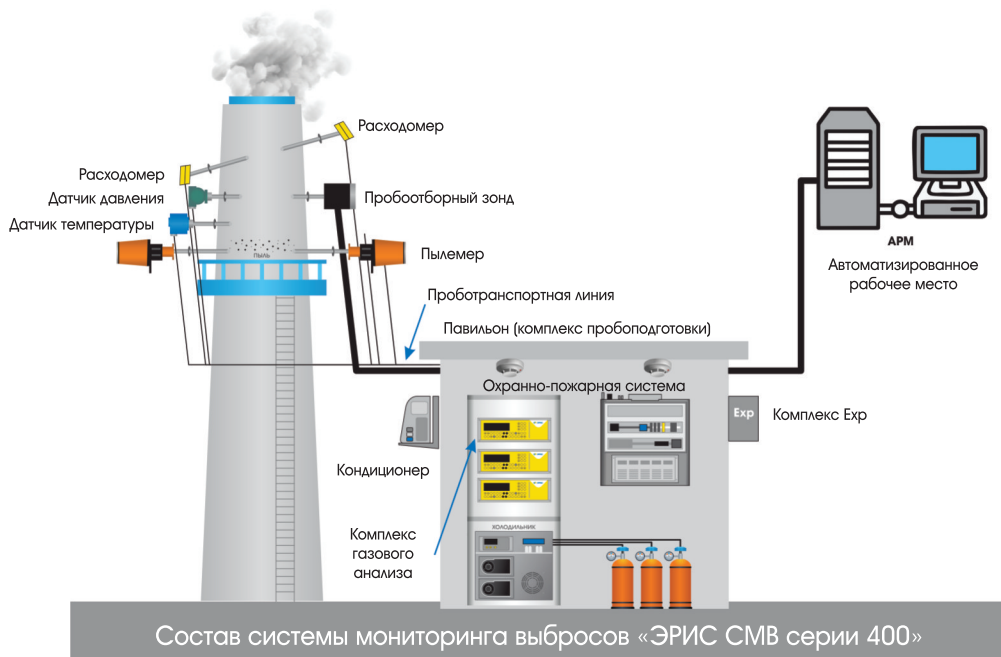 Расходомер
Расходомер
Датчик давления
Пробоотборный зонд
Датчик температуры
ПЫЛЬ
Пылемер
АРМ
Автоматизированное
рабочее место
Проботранспортная линия
Павильон (комплекс пробоподготовки)
Охранно-пожарная система
Exp
Комплекс Exp
Кондиционер
ХОЛОДИЛЬНИК
Комплекс
газового
анализа
Состав системы мониторинга выбросов «ЭРИС СМВ серии 400»